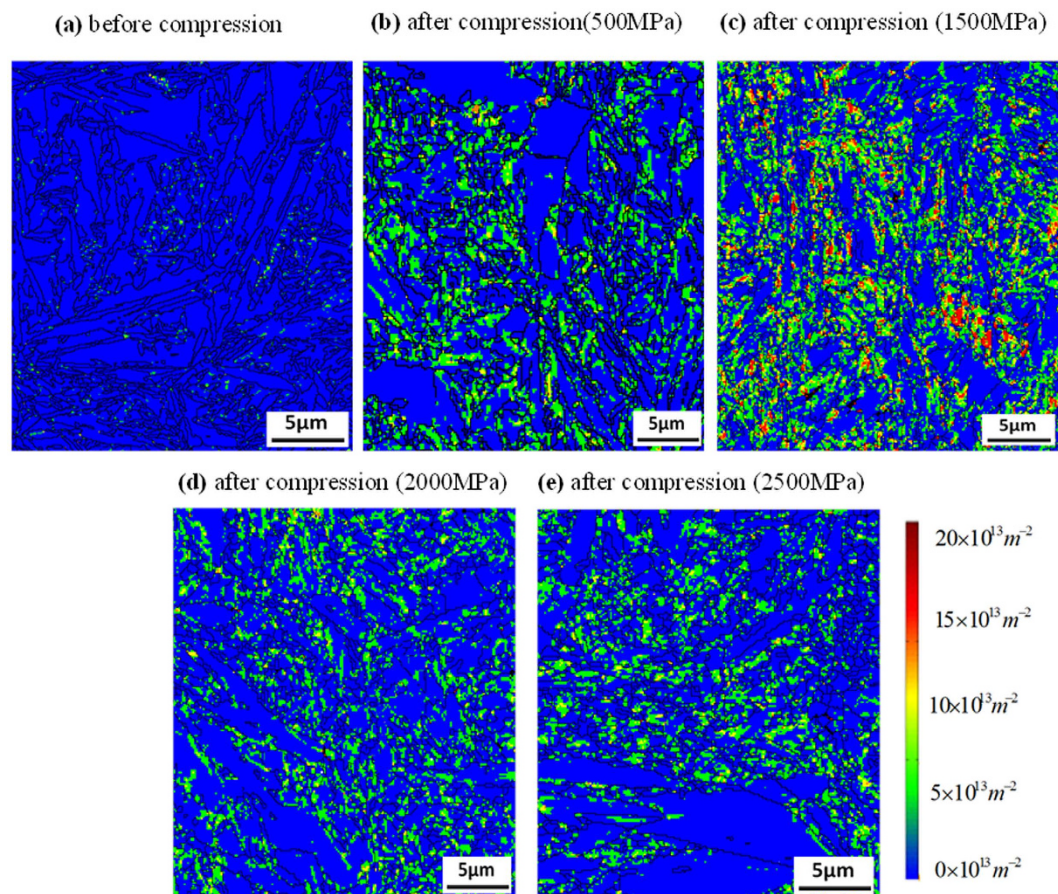 (a) before compression
(b) after compression(500MPa)
(c) after compression (1500MPa)
5μm
5μm
5μm
(d) after compression (2000MPa)
(e) after compression (2500MPa)
20×10¹³m⁻²
15×10¹³m⁻²
10×10¹³m⁻²
5×10¹³m⁻²
0×10¹³m⁻²
5μm
5μm